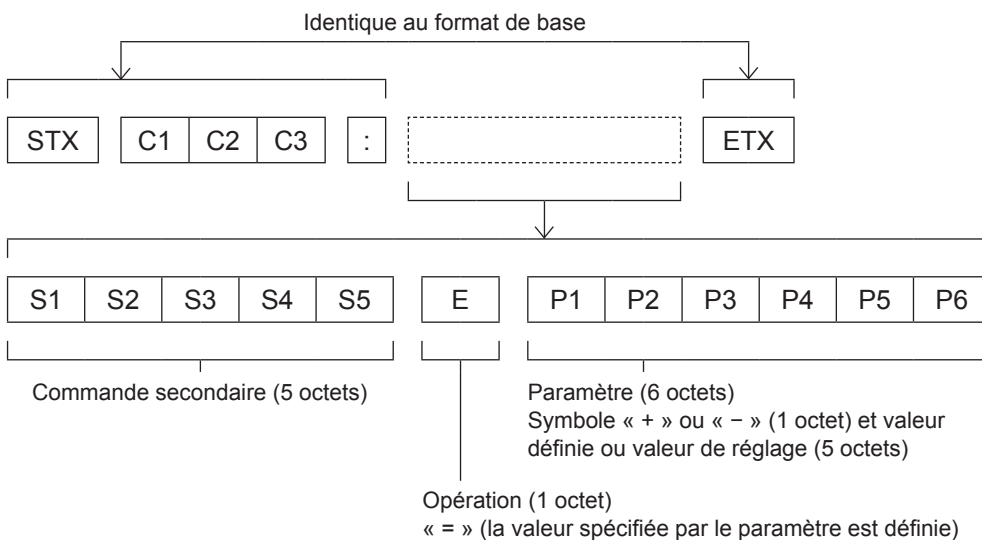 Identique au format de base
STX C1 C2 C3 : ETX
S1 S2 S3 S4 S5 E P1 P2 P3 P4 P5 P6
Commande secondaire (5 octets)
Paramètre (6 octets)
Symbole « + » ou « − » (1 octet) et valeur
définie ou valeur de réglage (5 octets)
Opération (1 octet)
« = » (la valeur spécifiée par le paramètre est définie)